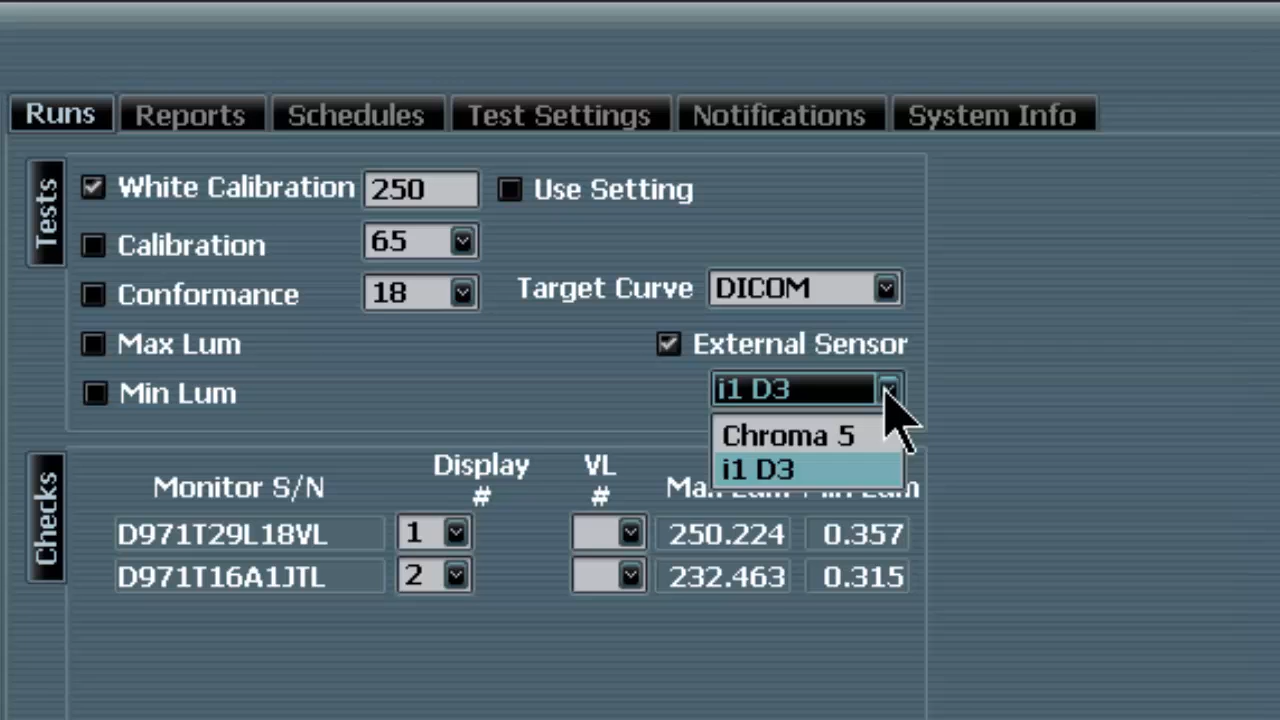 Runs Reports Schedules Test Settings Notifications System Info
Tests
White Calibration 250 Use Setting
Calibration 65
Conformance 18 Target Curve DICOM
Max Lum External Sensor
Min Lum i1 D3
Chroma 5
i1 D3
Checks
Monitor S/N Display # VL #
D971T29L18VL 1 250.224 0.357
D971T16A1JTL 2 232.463 0.315